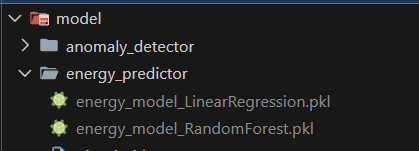 model
anomaly_detector
energy_predictor
energy_model_LinearRegression.pkl
energy_model_RandomForest.pkl